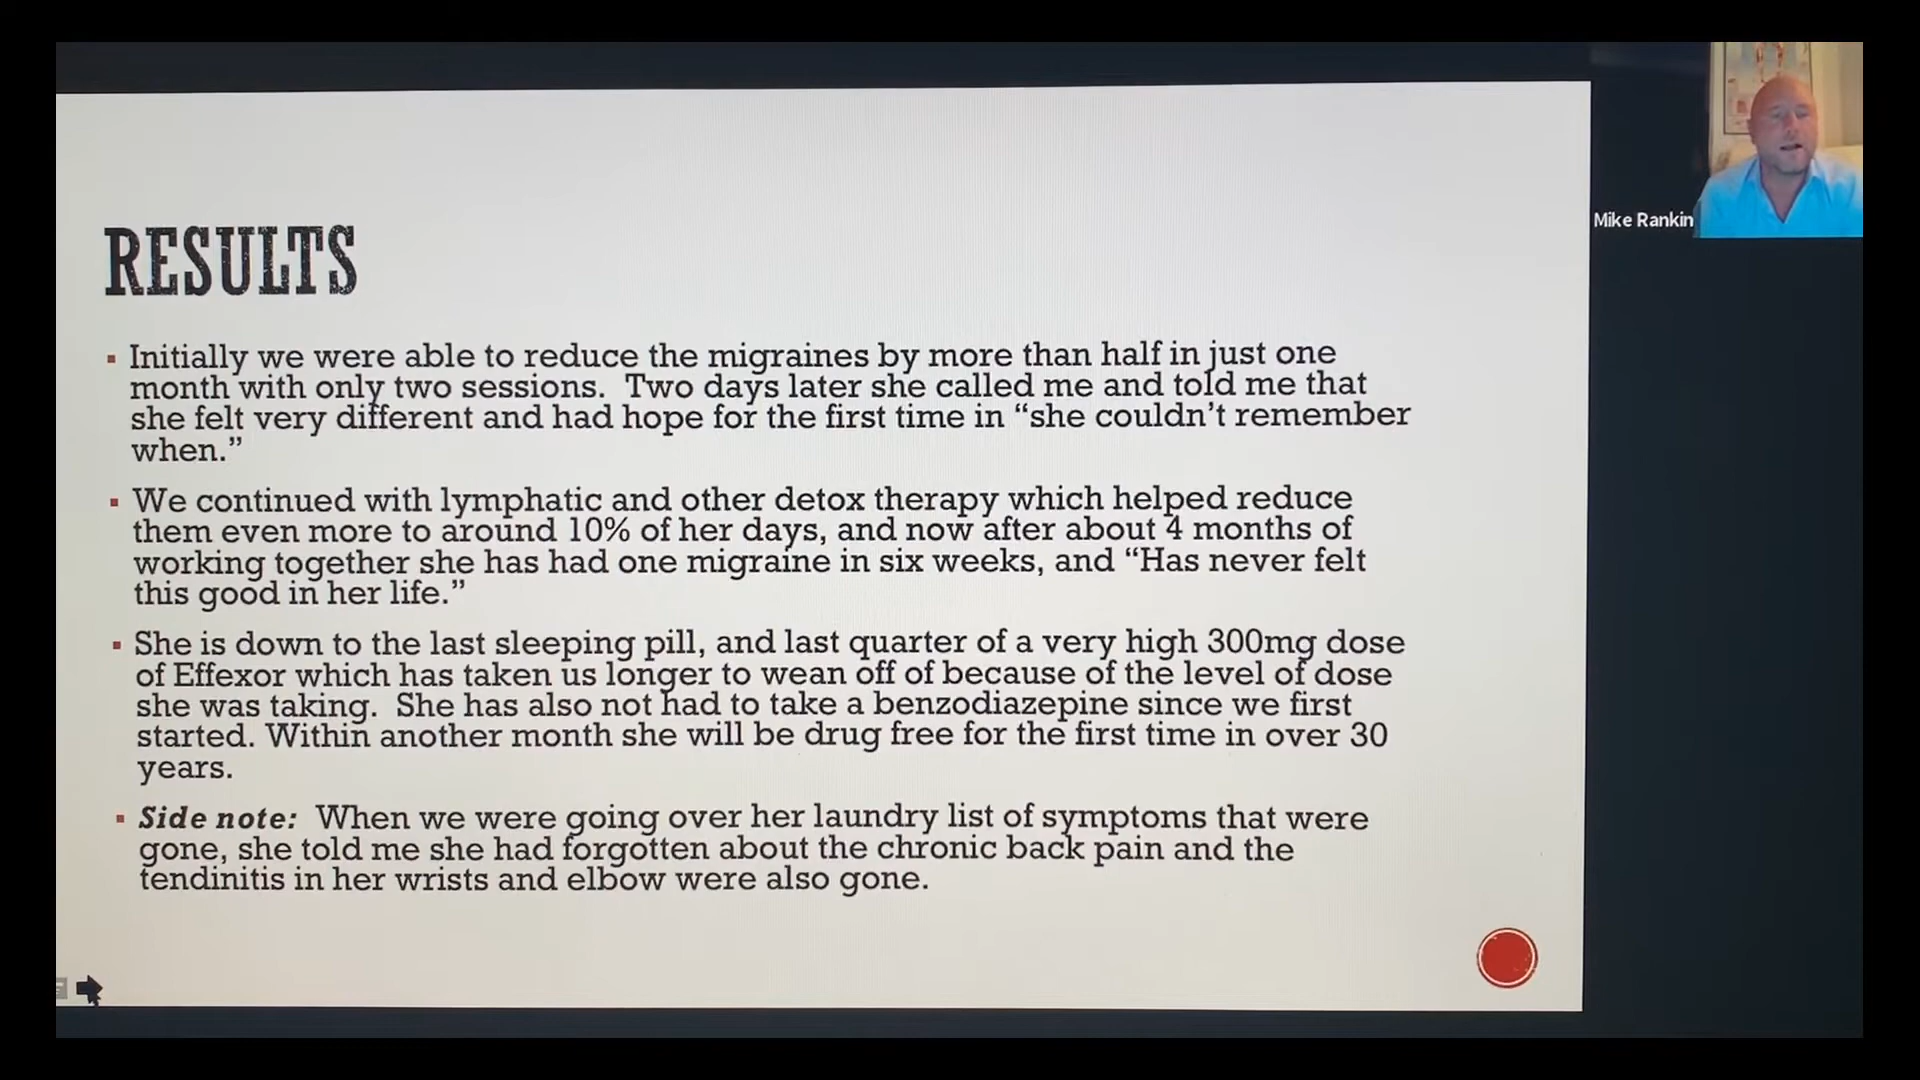 Mike Rankin
RESULTS
Initially we were able to reduce the migraines by more than half in just one
month with only two sessions.  Two days later she called me and told me that
she felt very different and had hope for the first time in “she couldn’t remember
when.”
We continued with lymphatic and other detox therapy which helped reduce
them even more to around 10% of her days, and now after about 4 months of
working together she has had one migraine in six weeks, and “Has never felt
this good in her life.”
She is down to the last sleeping pill, and last quarter of a very high 300mg dose
of Effexor which has taken us longer to wean off of because of the level of dose
she was taking.  She has also not had to take a benzodiazepine since we first
started. Within another month she will be drug free for the first time in over 30
years.
Side note:  When we were going over her laundry list of symptoms that were
gone, she told me she had forgotten about the chronic back pain and the
tendinitis in her wrists and elbow were also gone.